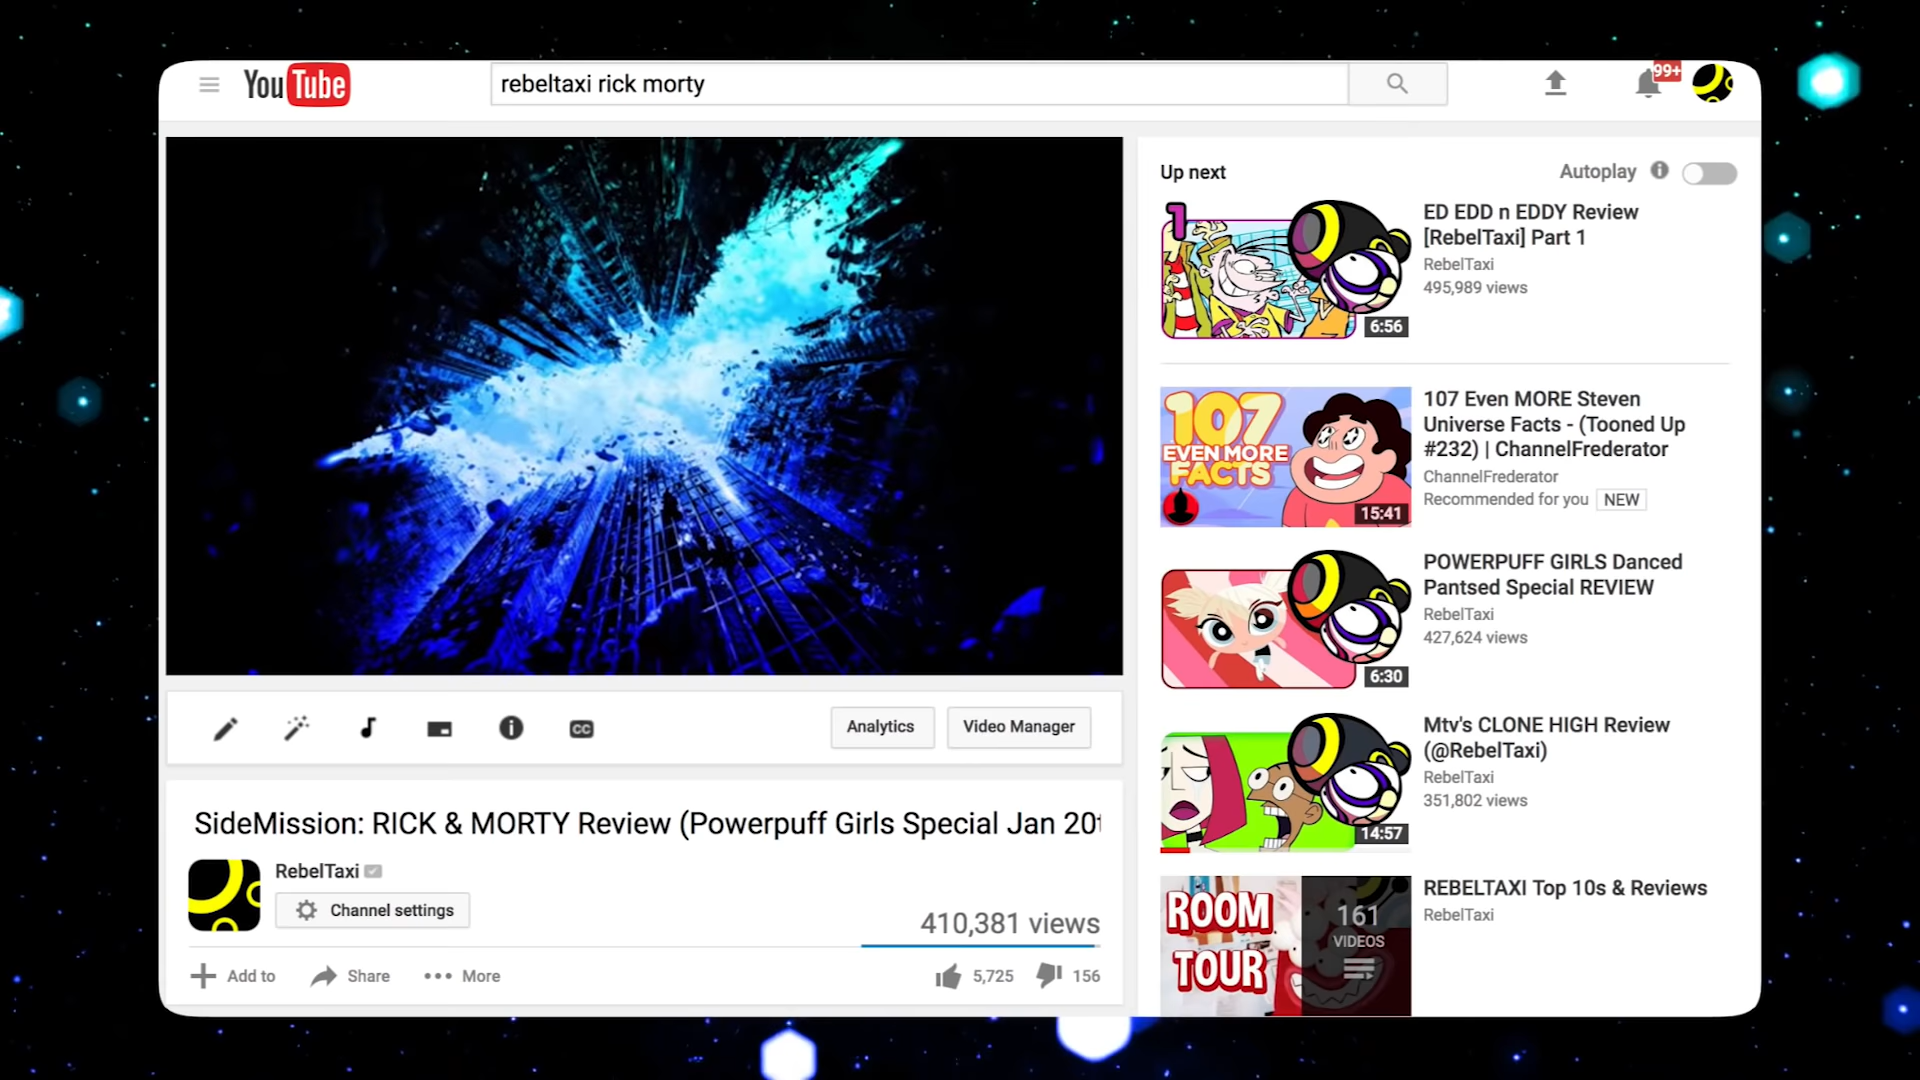 YouTube
rebeltaxi rick morty
99+
Up next
Autoplay
1
6:56
ED EDD n EDDY Review
[RebelTaxi] Part 1
RebelTaxi
495,989 views
107
EVEN MORE
FACTS
15:41
107 Even MORE Steven
Universe Facts - (Tooned Up
#232) | ChannelFrederator
ChannelFrederator
Recommended for you NEW
6:30
POWERPUFF GIRLS Danced
Pantsed Special REVIEW
RebelTaxi
427,624 views
14:57
Mtv's CLONE HIGH Review
(@RebelTaxi)
RebelTaxi
351,802 views
ROOM
TOUR
161
VIDEOS
REBELTAXI Top 10s & Reviews
RebelTaxi
CC
Analytics
Video Manager
SideMission: RICK & MORTY Review (Powerpuff Girls Special Jan 20
RebelTaxi
Channel settings
410,381 views
Add to
Share
More
5,725
156